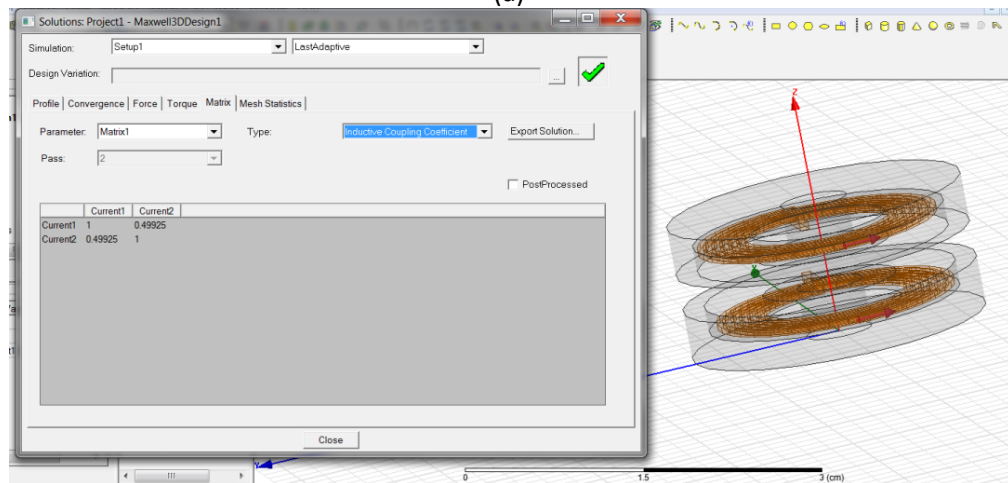 (a)
Solutions: Project1 - Maxwell3DDesign1
Simulation: Setup1 LastAdaptive
Design Variation: ...
Profile Convergence Force Torque Matrix Mesh Statistics
Parameter: Matrix1 Type: Inductive Coupling Coefficient Export Solution...
Pass: 2
PostProcessed
Current1 Current2
Current1 1 0.49925
Current2 0.49925 1
Close
Z
0 1.5 3 (cm)